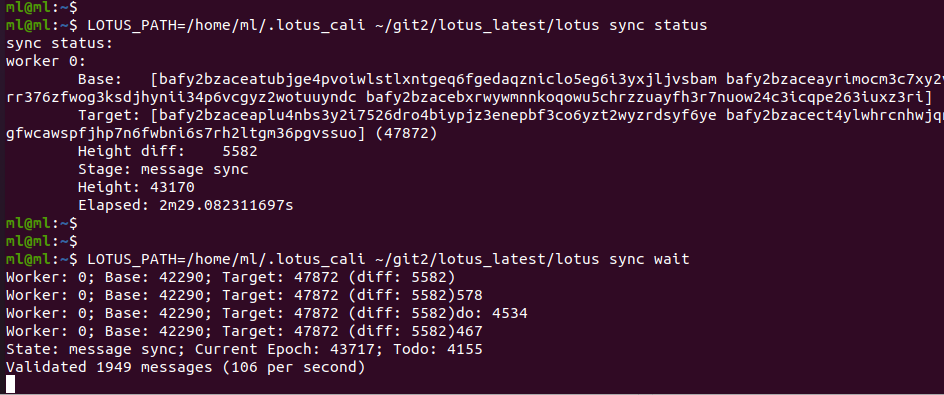 ml@ml:~$
ml@ml:~$ LOTUS_PATH=/home/ml/.lotus_cali ~/git2/lotus_latest/lotus sync status
sync status:
worker 0:
Base: [bafy2bzaceatubjge4pvoiwlstlxntgeq6fgedaqzniclo5eg6i3yxjljvsbam bafy2bzaceayrimocm3c7xy2v
rr376zfwog3ksdjhynii34p6vcgyz2wotuuyndc bafy2bzacebxrwywmnnkoqowu5chrzzuayfh3r7nuow24c3icqpe263iuxz3ri]
Target: [bafy2bzaceaplu4nbs3y2i7526dro4biypjz3enepbf3co6yzt2wyzrdsyf6ye bafy2bzacect4ylwhrcnhwjqn
gfwcawspfjhp7n6fwbni6s7rh2ltgm36pgvssuo] (47872)
Height diff: 5582
Stage: message sync
Height: 43170
Elapsed: 2m29.082311697s
ml@ml:~$
ml@ml:~$
ml@ml:~$ LOTUS_PATH=/home/ml/.lotus_cali ~/git2/lotus_latest/lotus sync wait
Worker: 0; Base: 42290; Target: 47872 (diff: 5582)
Worker: 0; Base: 42290; Target: 47872 (diff: 5582)578
Worker: 0; Base: 42290; Target: 47872 (diff: 5582)do: 4534
Worker: 0; Base: 42290; Target: 47872 (diff: 5582)467
State: message sync; Current Epoch: 43717; Todo: 4155
Validated 1949 messages (106 per second)